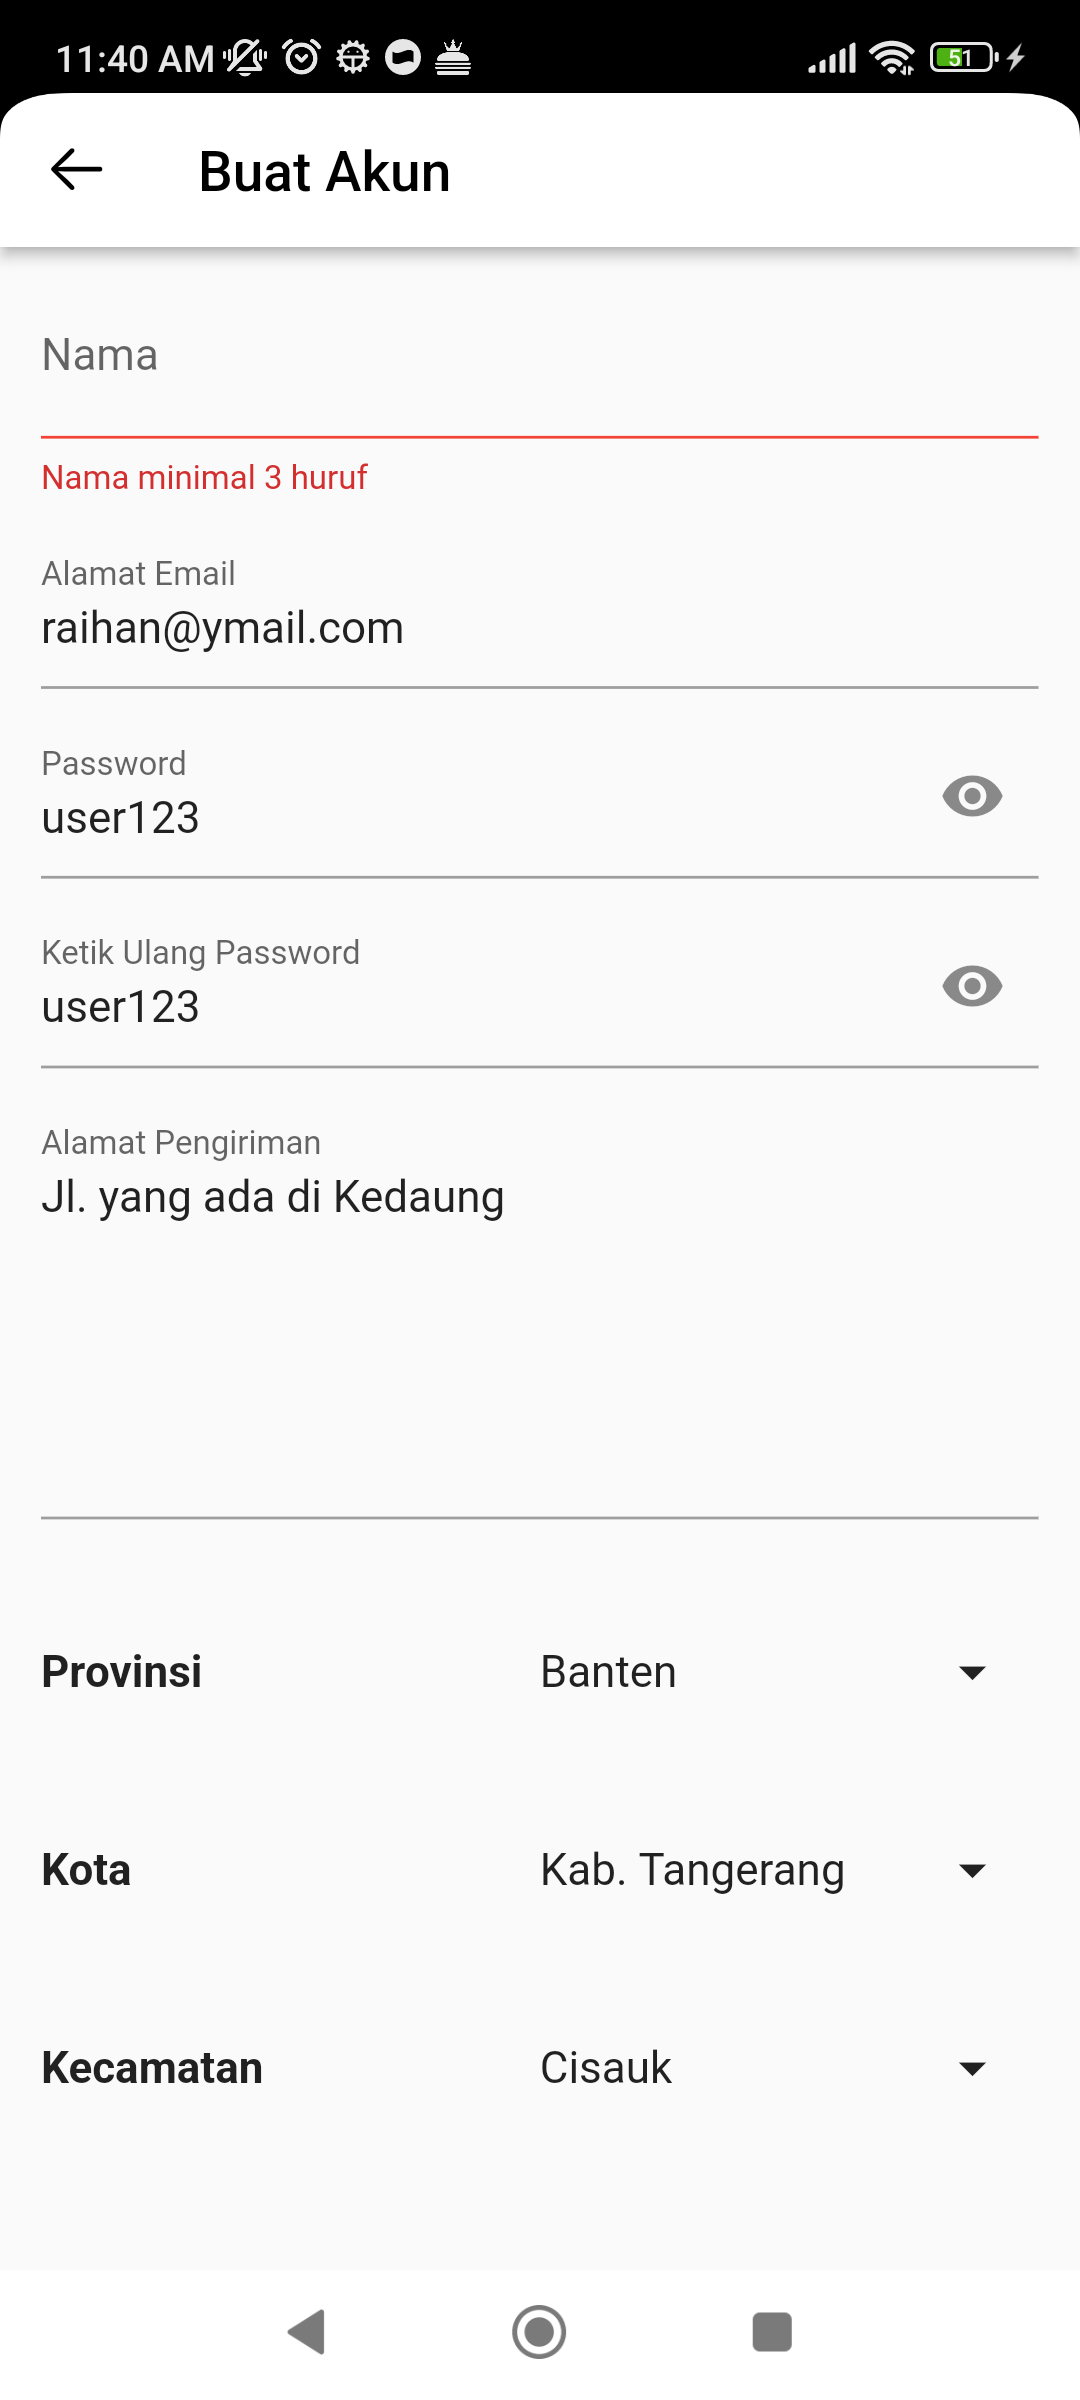 11:40 AM
51
Buat Akun
Nama
Nama minimal 3 huruf
Alamat Email
raihan@ymail.com
Password
user123
Ketik Ulang Password
user123
Alamat Pengiriman
Jl. yang ada di Kedaung
Provinsi Banten
Kota Kab. Tangerang
Kecamatan Cisauk